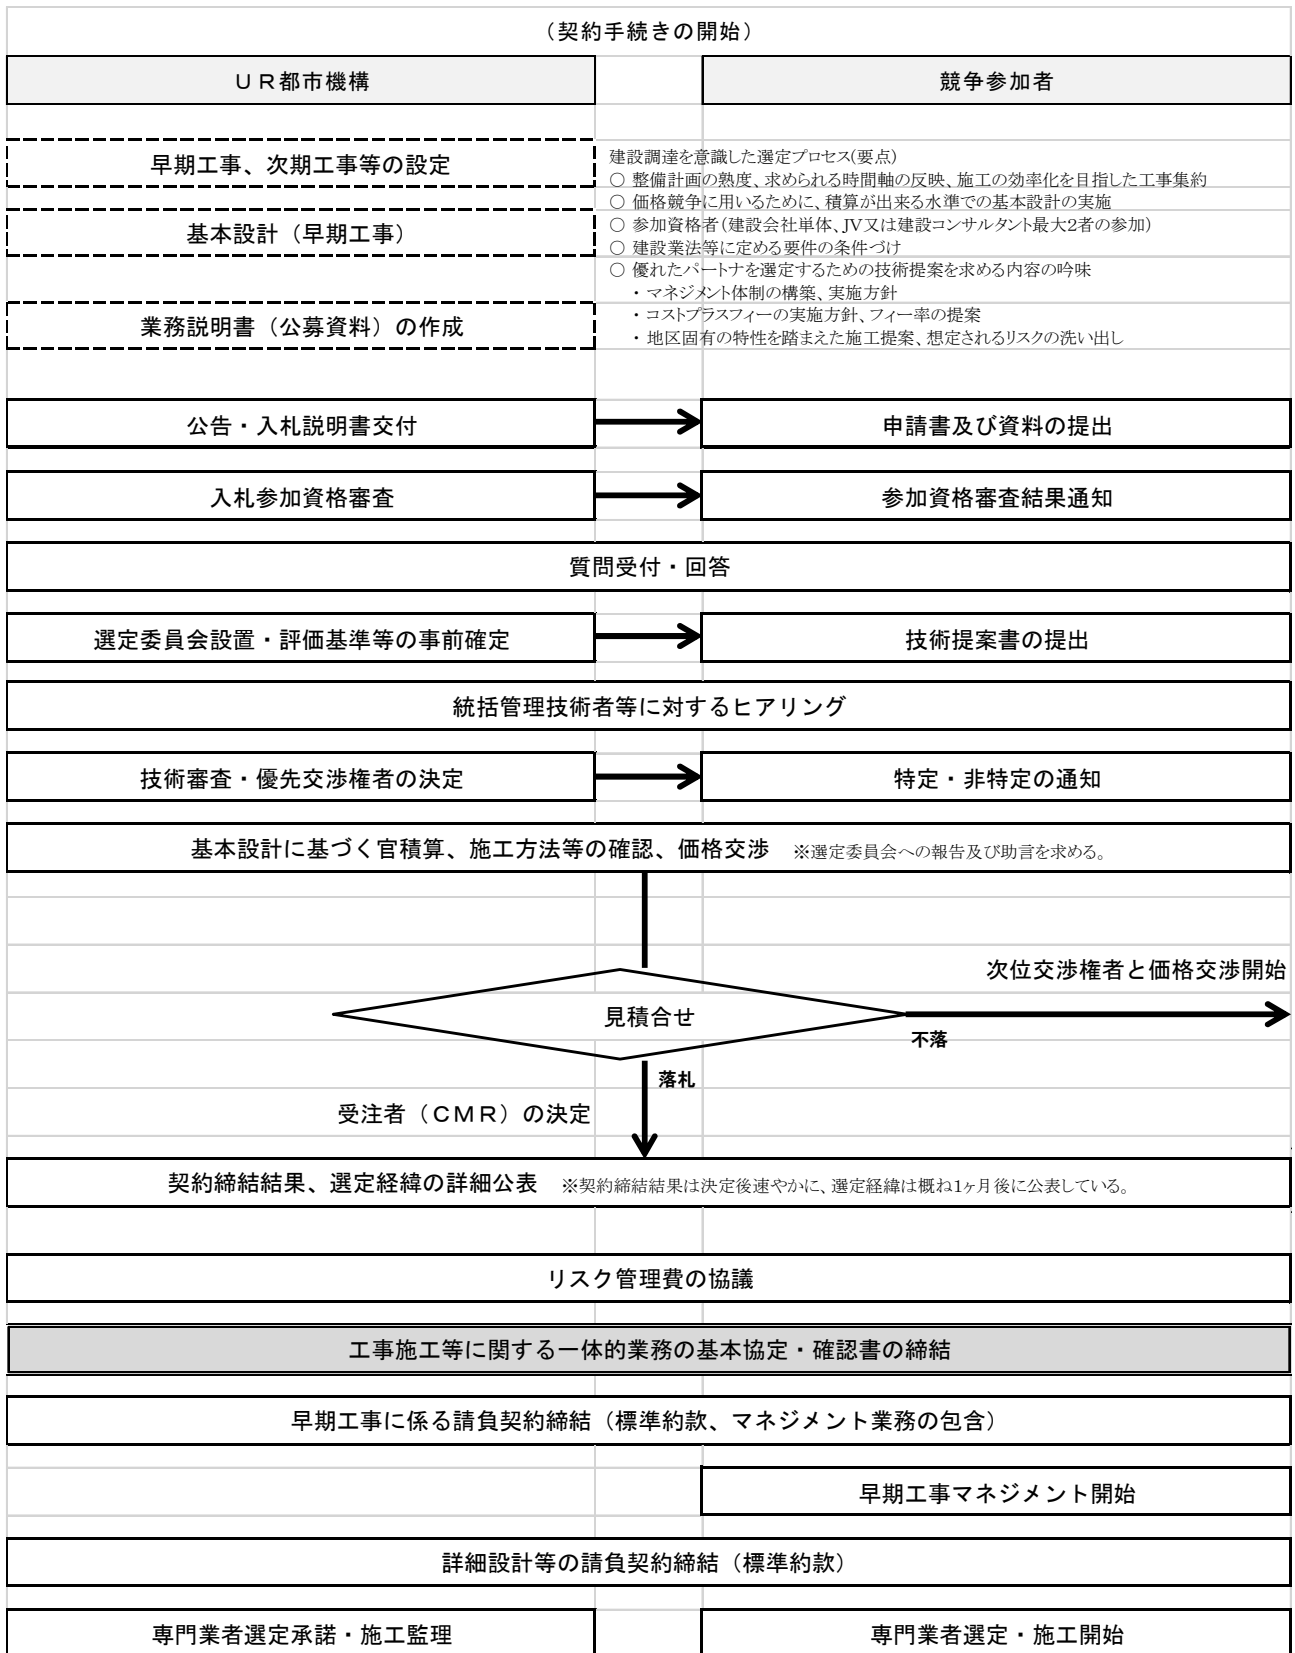 （契約手続きの開始）
ＵＲ都市機構
競争参加者
早期工事、次期工事等の設定
基本設計（早期工事）
業務説明書（公募資料）の作成
建設調達を意識した選定プロセス(要点)
○ 整備計画の熟度、求められる時間軸の反映、施工の効率化を目指した工事集約
○ 価格競争に用いるために、積算が出来る水準での基本設計の実施
○ 参加資格者（建設会社単体、JV又は建設コンサルタント最大2者の参加）
○ 建設業法等に定める要件の条件づけ
○ 優れたパートナを選定するための技術提案を求める内容の吟味
・マネジメント体制の構築、実施方針
・コストプラスフィーの実施方針、フィー率の提案
・地区固有の特性を踏まえた施工提案、想定されるリスクの洗い出し
公告・入札説明書交付
申請書及び資料の提出
入札参加資格審査
参加資格審査結果通知
質問受付・回答
選定委員会設置・評価基準等の事前確定
技術提案書の提出
統括管理技術者等に対するヒアリング
技術審査・優先交渉権者の決定
特定・非特定の通知
基本設計に基づく官積算、施工方法等の確認、価格交渉 ※選定委員会への報告及び助言を求める。
次位交渉権者と価格交渉開始
見積合せ
不落
落札
受注者（ＣＭＲ）の決定
契約締結結果、選定経緯の詳細公表 ※契約締結結果は決定後速やかに、選定経緯は概ね1ヶ月後に公表している。
リスク管理費の協議
工事施工等に関する一体的業務の基本協定・確認書の締結
早期工事に係る請負契約締結（標準約款、マネジメント業務の包含）
早期工事マネジメント開始
詳細設計等の請負契約締結（標準約款）
専門業者選定承諾・施工監理
専門業者選定・施工開始